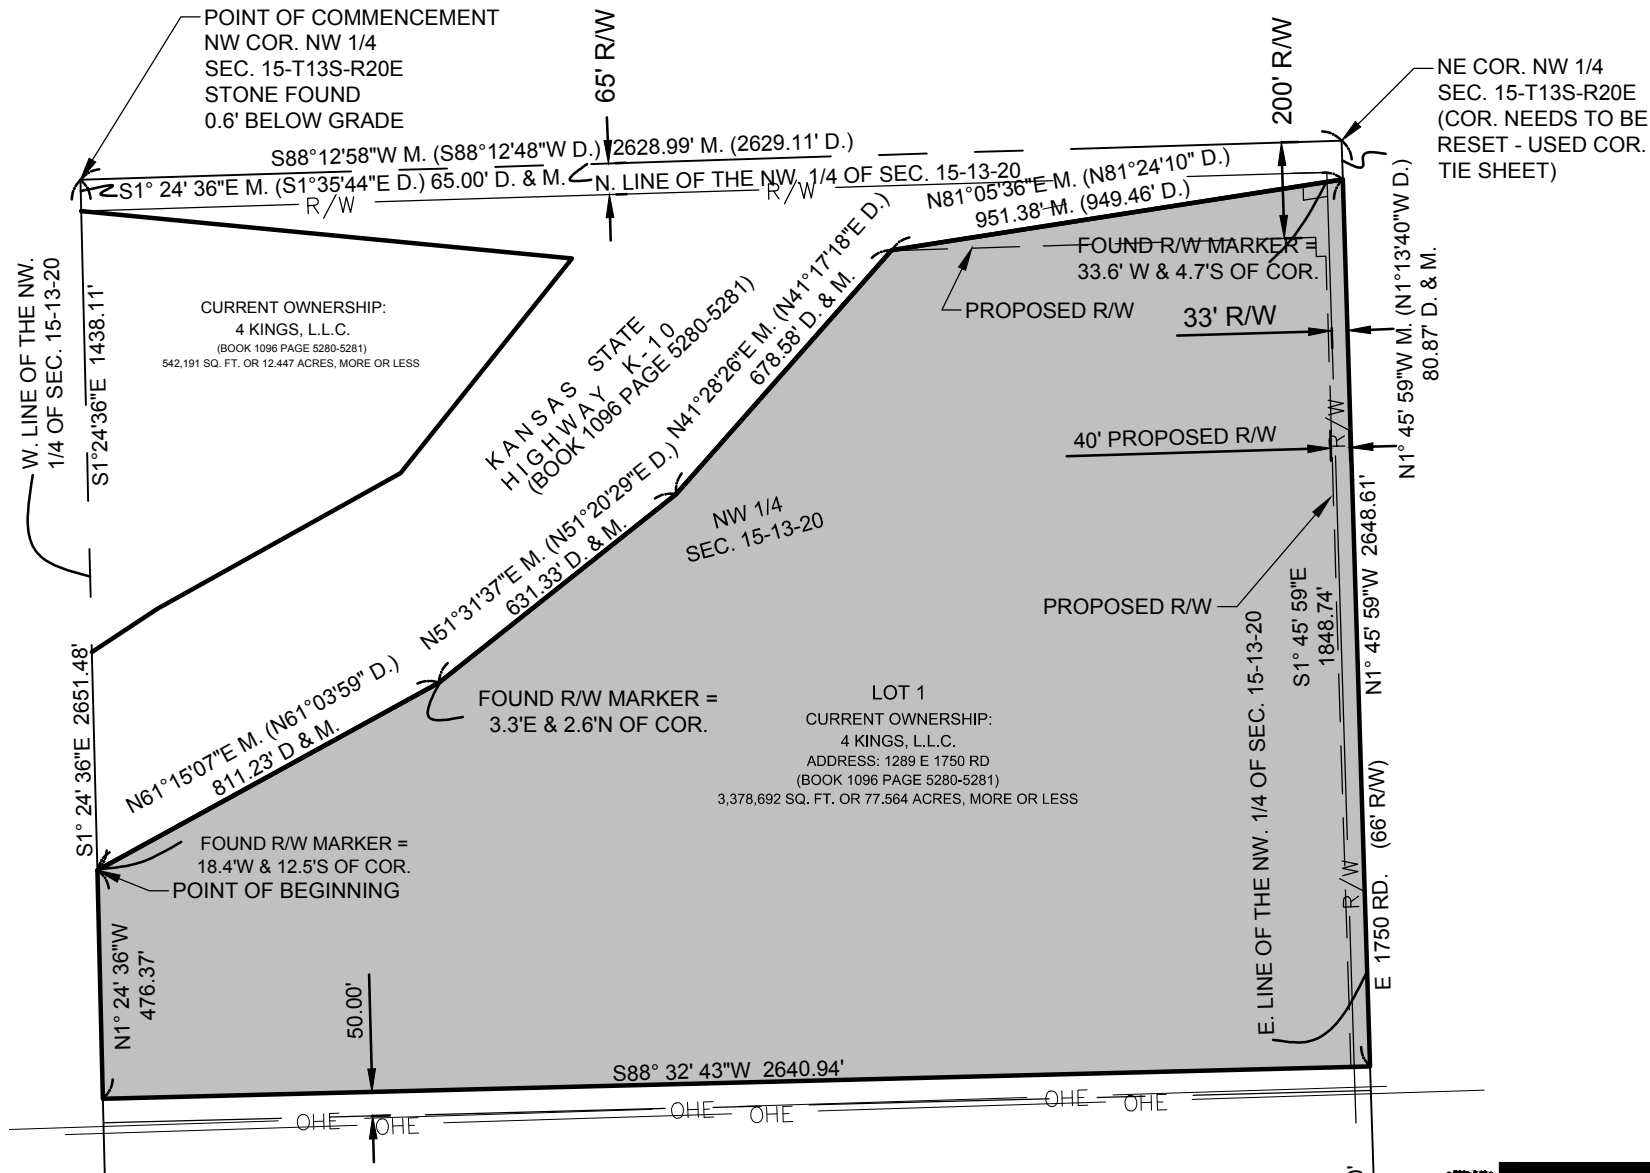 POINT OF COMMENCEMENT
NW COR. NW 1/4
SEC. 15-T13S-R20E
STONE FOUND
0.6' BELOW GRADE
65' R/W
200' R/W
NE COR. NW 1/4
SEC. 15-T13S-R20E
(COR. NEEDS TO BE
RESET - USED COR.
TIE SHEET)
S88°12'58"W M. (S88°12'48"W D.) 2628.99' M. (2629.11' D.)
S1° 24' 36"E M. (S1°35'44"E D.) 65.00' D. & M.
N. LINE OF THE NW. 1/4 OF SEC. 15-13-20
R/W
R/W
N81°05'36"E M. (N81°24'10" D.)
951.38' M. (949.46' D.)
FOUND R/W MARKER =
33.6' W & 4.7'S OF COR.
PROPOSED R/W
33' R/W
40' PROPOSED R/W
R/W
N1° 45' 59"W M. (N1°13'40"W D.)
80.87' D. & M.
W. LINE OF THE NW.
1/4 OF SEC. 15-13-20
S1°24'36"E 1438.11'
CURRENT OWNERSHIP:
4 KINGS, L.L.C.
(BOOK 1096 PAGE 5280-5281)
542,191 SQ. FT. OR 12.447 ACRES, MORE OR LESS
KANSAS STATE
HIGHWAY K-10
(BOOK 1096 PAGE 5280-5281)
N41°28'26"E M. (N41°17'18"E D.)
678.58' D. & M.
N51°31'37"E M. (N51°20'29"E D.)
631.33' D. & M.
NW 1/4
SEC. 15-13-20
PROPOSED R/W
S1° 45' 59"E
1848.74'
N1° 45' 59"W 2648.61'
S1° 24' 36"E 2651.48'
N61°15'07"E M. (N61°03'59" D.)
811.23' D & M.
FOUND R/W MARKER =
3.3'E & 2.6'N OF COR.
LOT 1
CURRENT OWNERSHIP:
4 KINGS, L.L.C.
ADDRESS: 1289 E 1750 RD
(BOOK 1096 PAGE 5280-5281)
3,378,692 SQ. FT. OR 77.564 ACRES, MORE OR LESS
E. LINE OF THE NW. 1/4 OF SEC. 15-13-20
R/W
E 1750 RD. (66' R/W)
FOUND R/W MARKER =
18.4'W & 12.5'S OF COR.
POINT OF BEGINNING
N1° 24' 36"W
476.37'
50.00'
S88° 32' 43"W 2640.94'
OHE
OHE
OHE
OHE
OHE
OHE